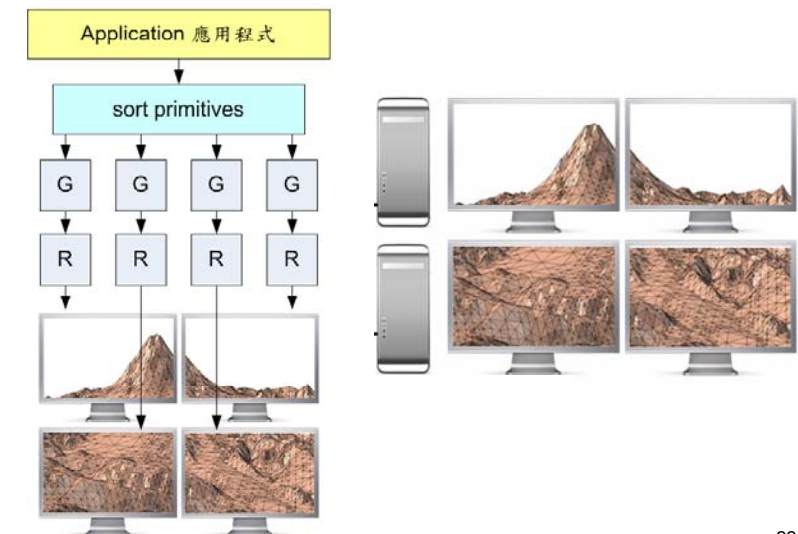 Application 應用程式
sort primitives
G G G G
R R R R